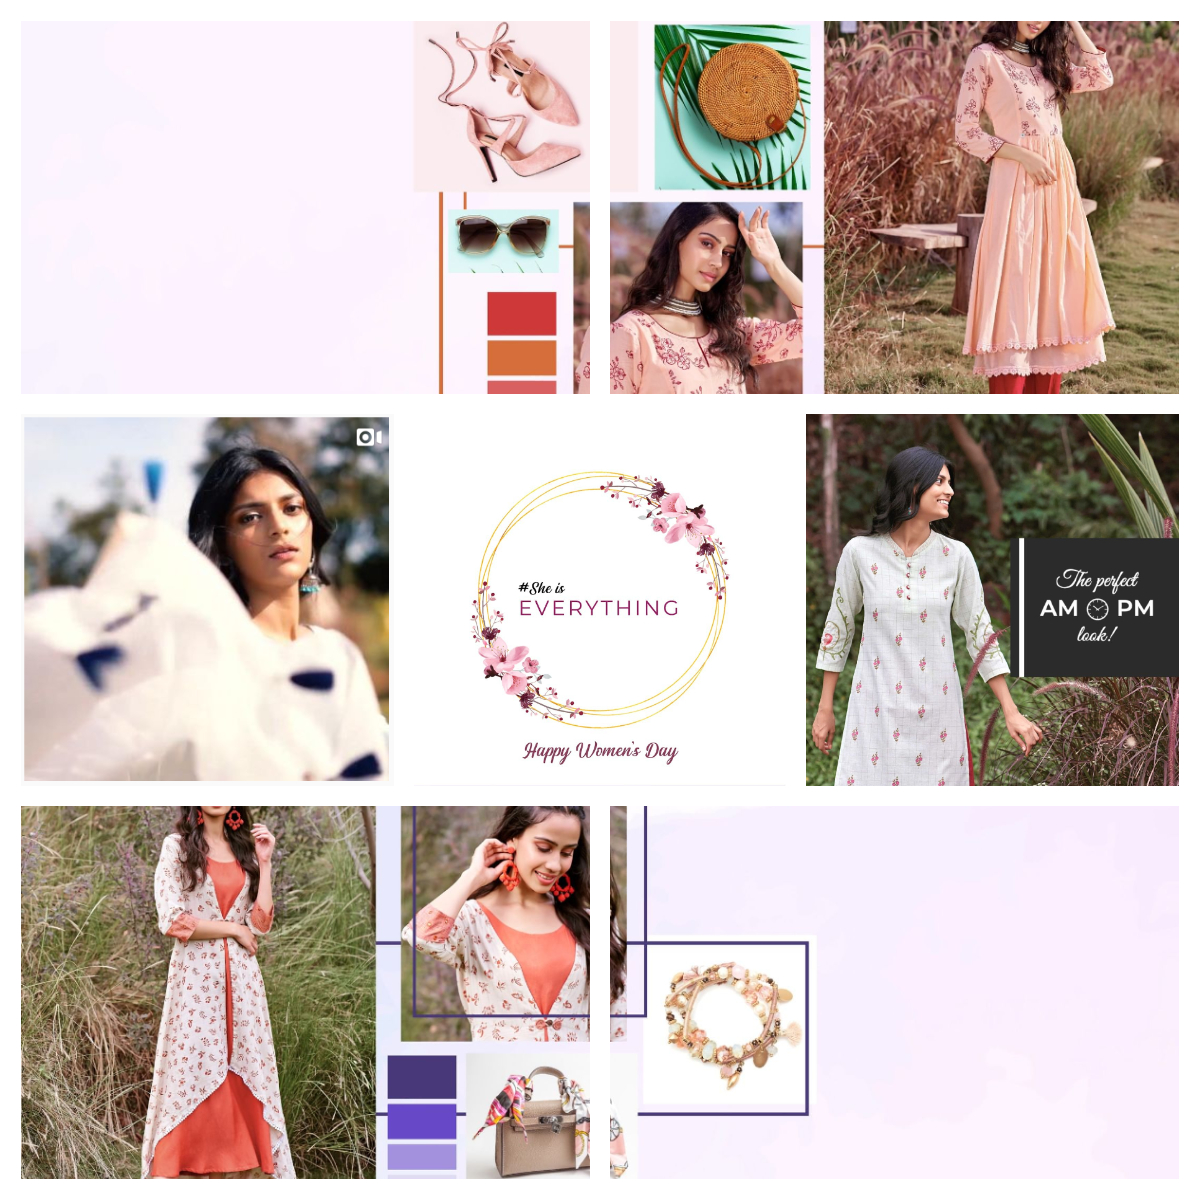 #She is
EVERYTHING
Happy Women's Day
The perfect
AM PM
look!